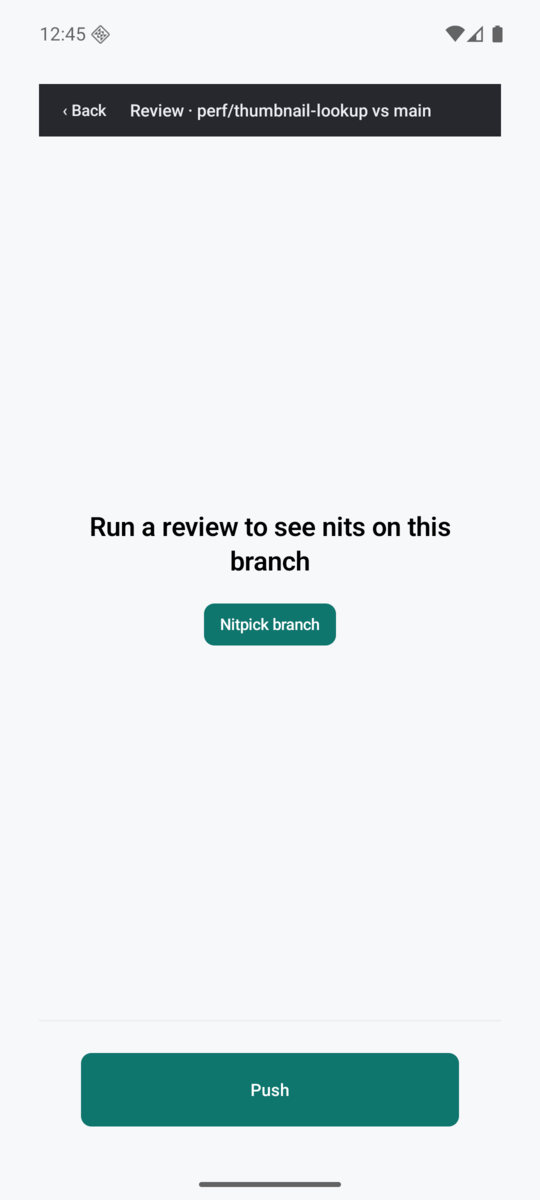 12:45
‹ Back Review · perf/thumbnail-lookup vs main
Run a review to see nits on this
branch
Nitpick branch
Push